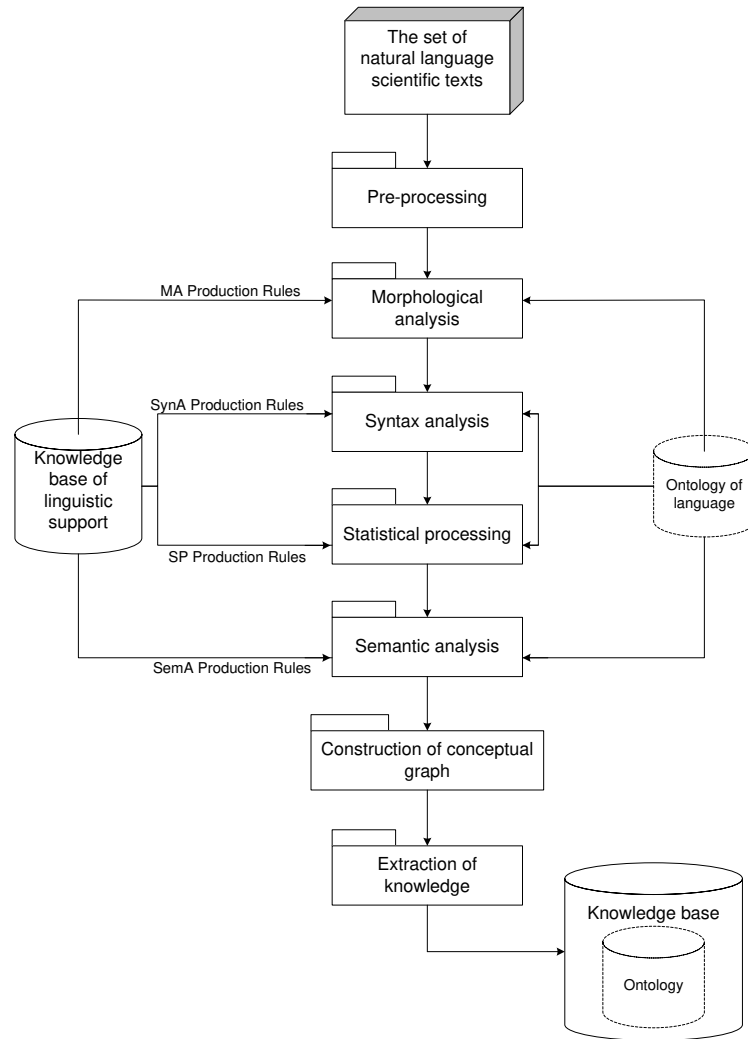 The set of
natural language
scientific texts
Pre-processing
MA Production Rules
Morphological
analysis
SynA Production Rules
Syntax analysis
Knowledge
base of
linguistic
support
Ontology of
language
Statistical processing
SP Production Rules
Semantic analysis
SemA Production Rules
Construction of conceptual
graph
Extraction of
knowledge
Knowledge base
Ontology